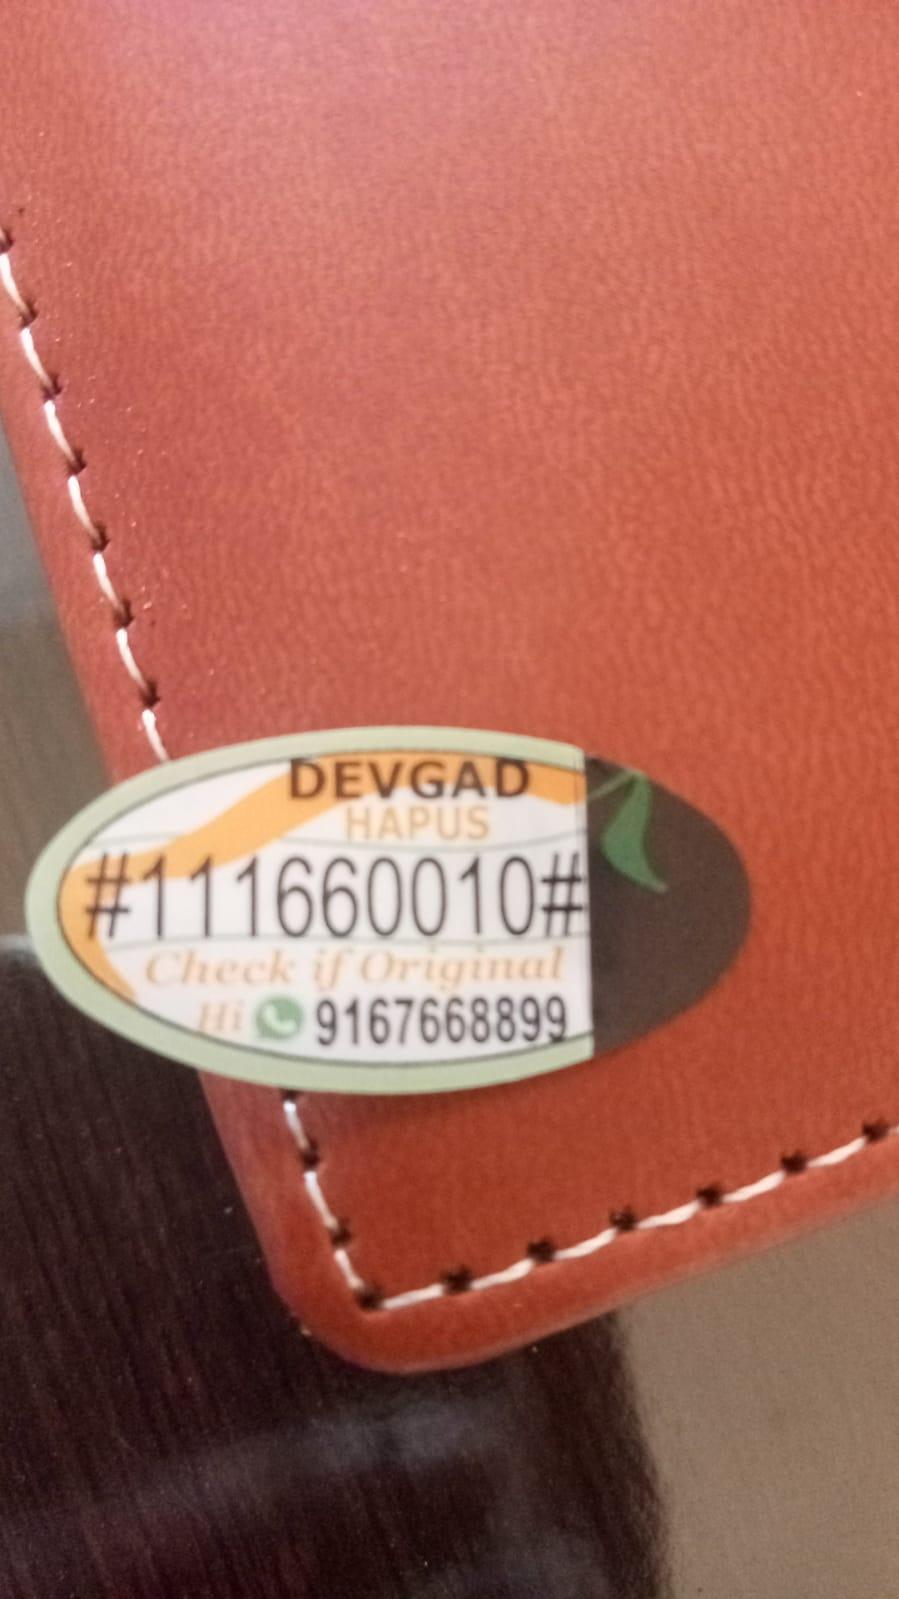 DEVGAD
HAPUS
#111660010#
Check if Original
Hi 9167668899